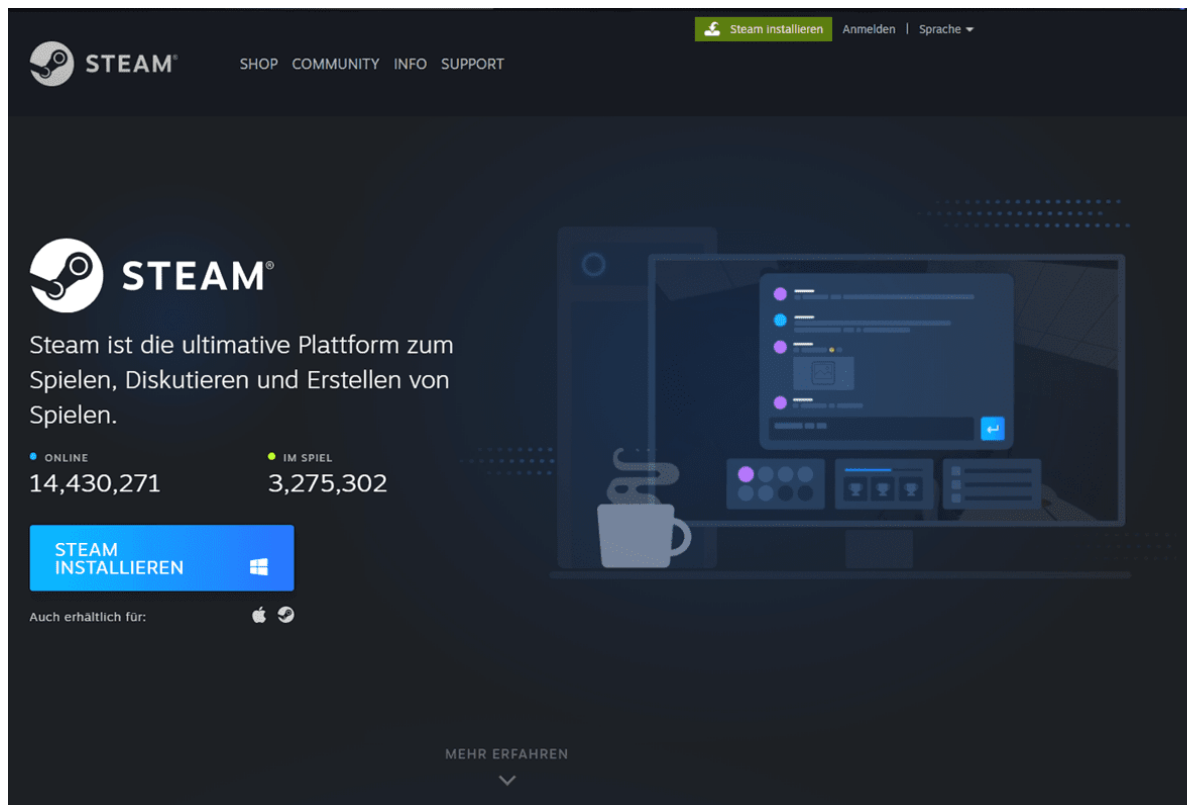 Steam installieren Anmelden | Sprache
STEAM®
SHOP COMMUNITY INFO SUPPORT
STEAM®
Steam ist die ultimative Plattform zum
Spielen, Diskutieren und Erstellen von
Spielen.
ONLINE
14,430,271
IM SPIEL
3,275,302
STEAM
INSTALLIEREN
Auch erhältlich für:
MEHR ERFAHREN